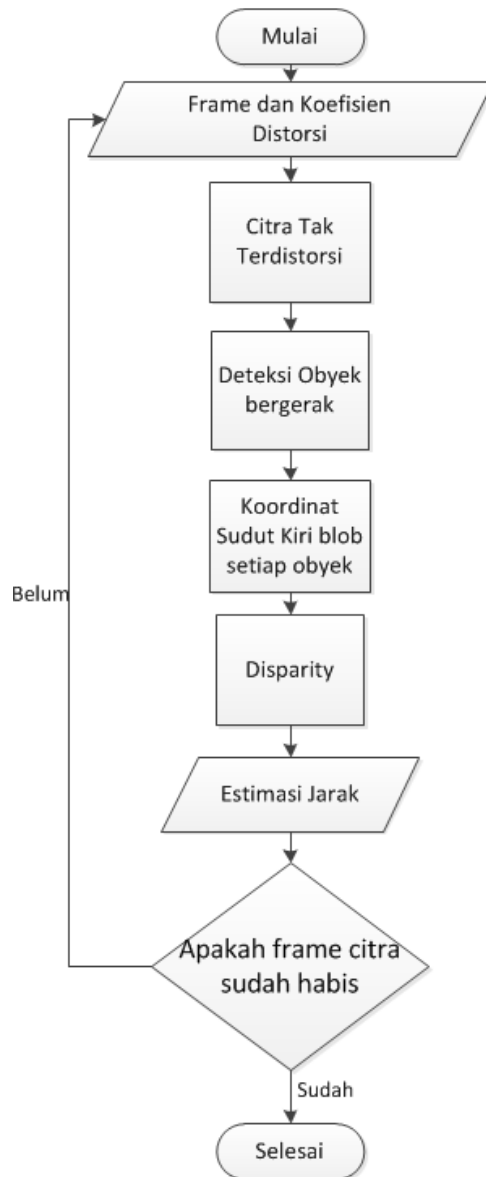 Mulai
Frame dan Koefisien
Distorsi
Citra Tak
Terdistorsi
Deteksi Obyek
bergerak
Koordinat
Sudut Kiri blob
setiap obyek
Belum
Disparity
Estimasi Jarak
Apakah frame citra
sudah habis
Sudah
Selesai